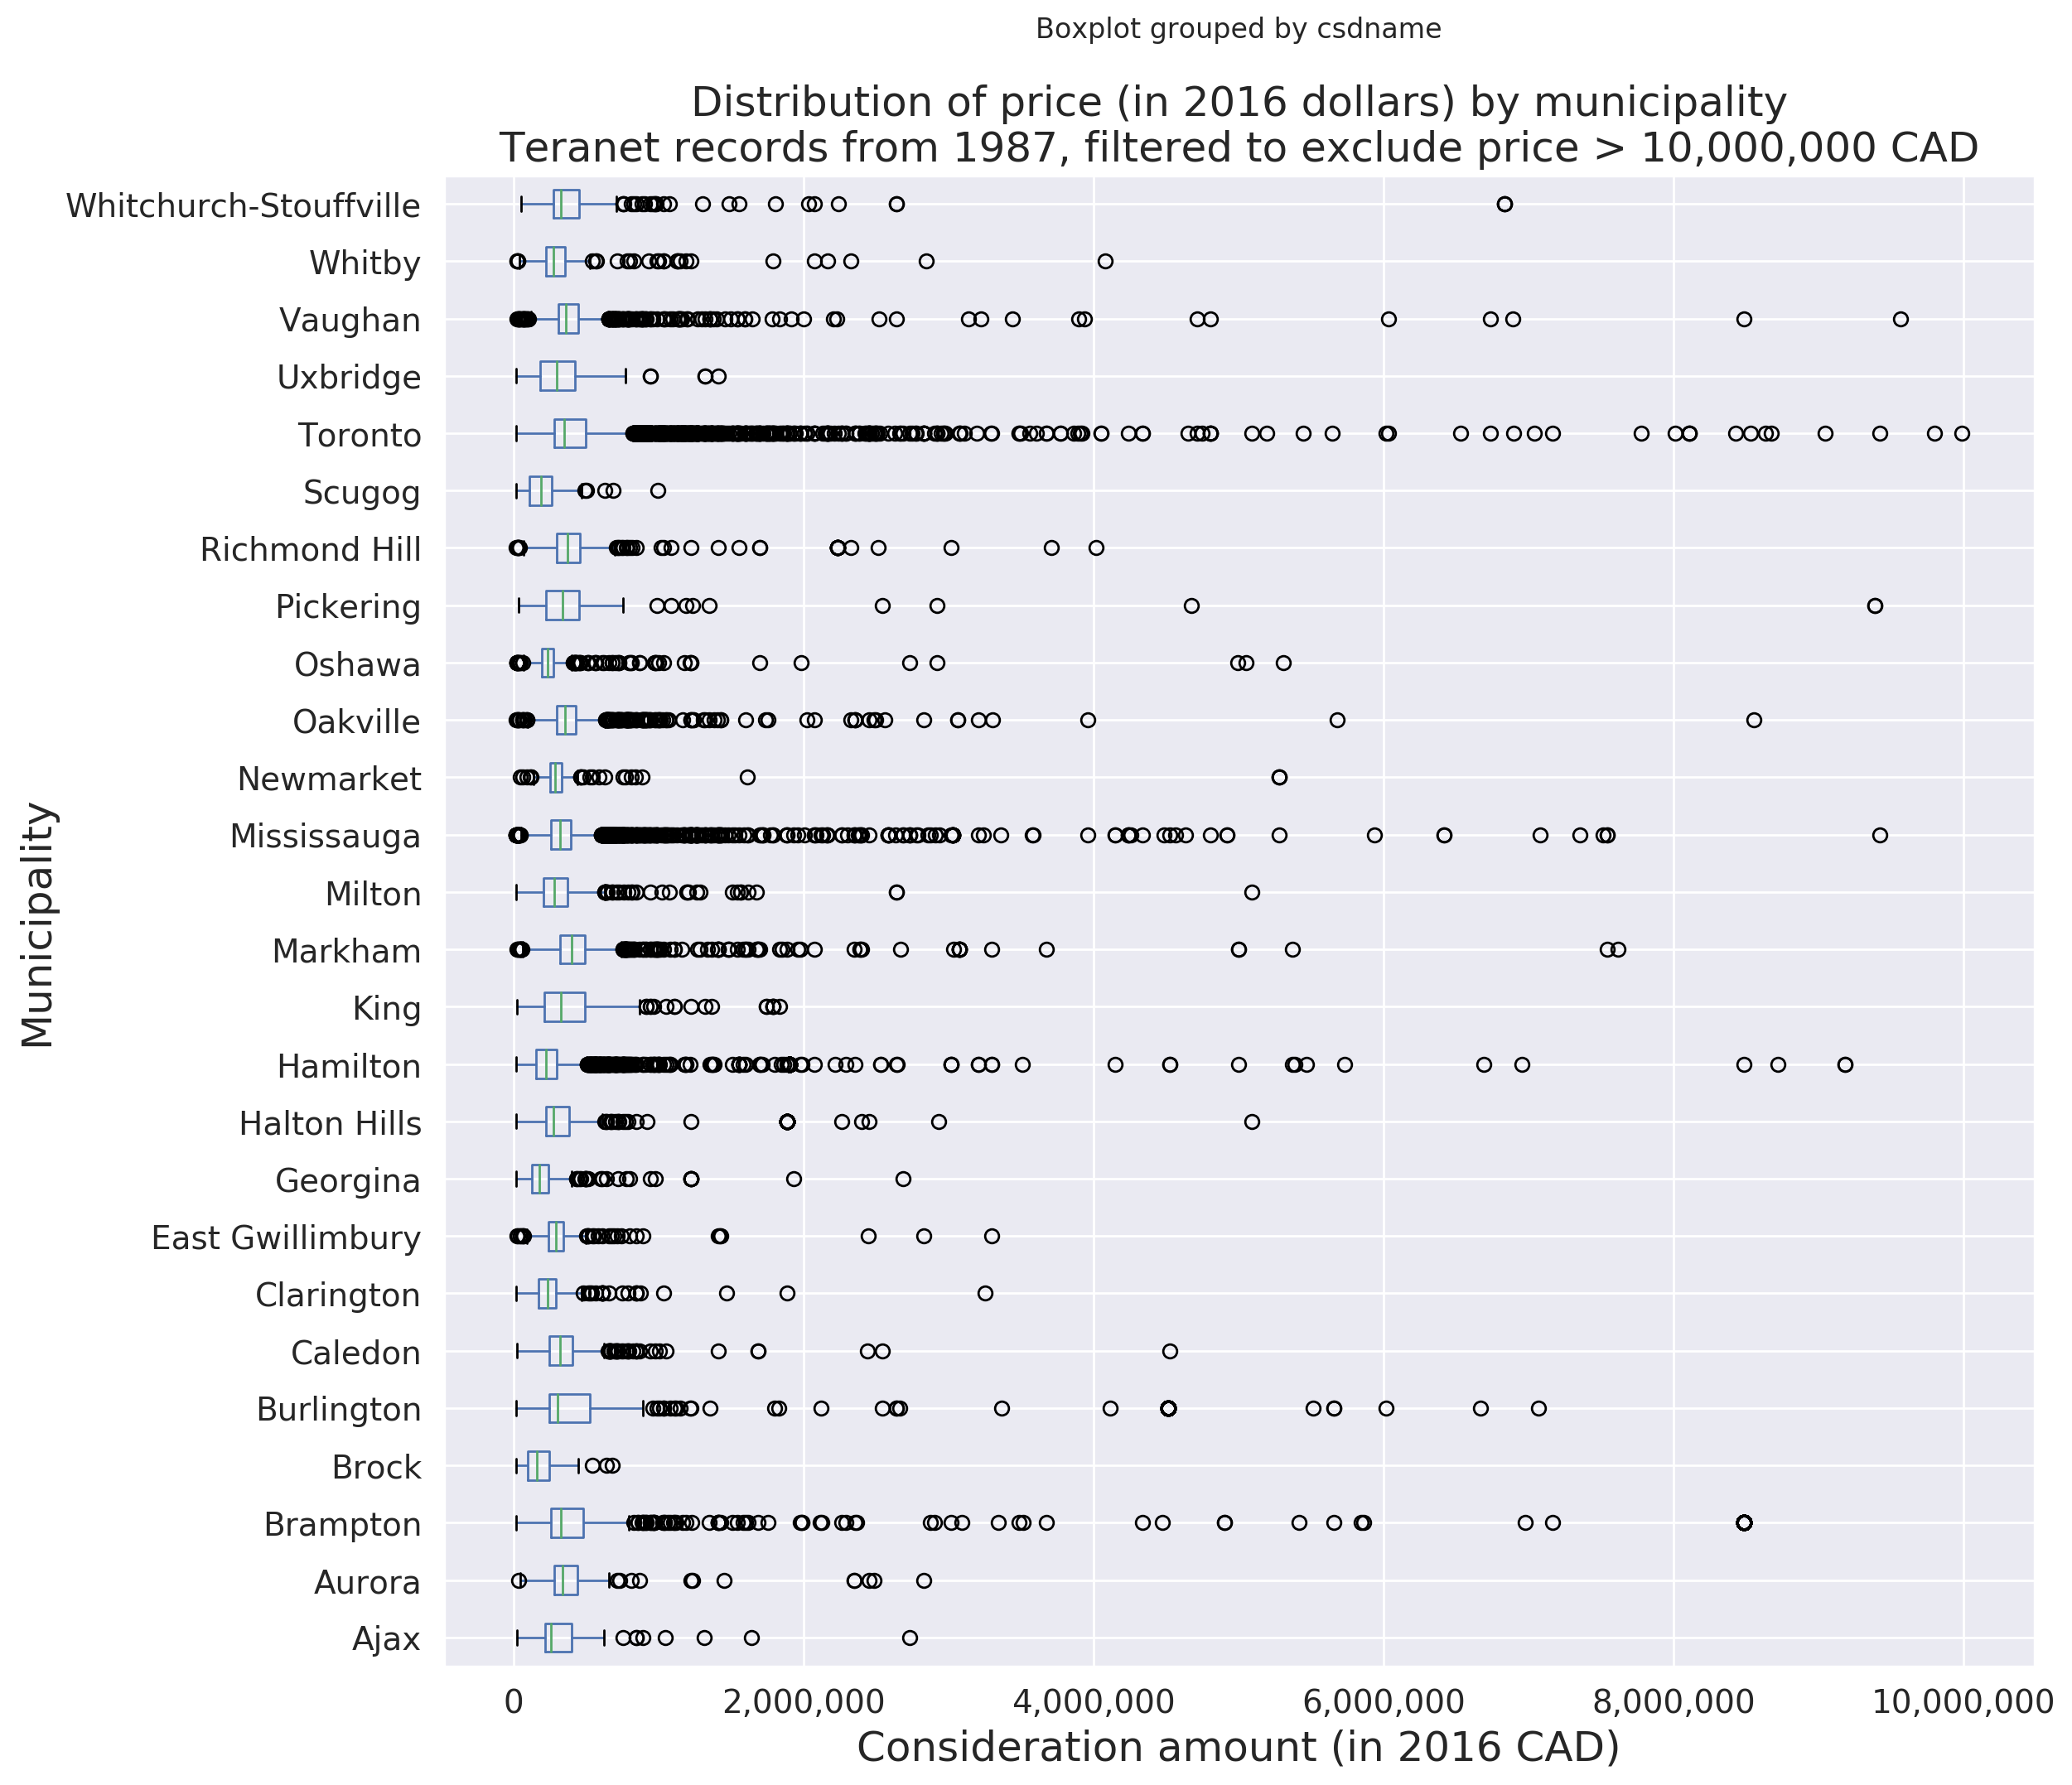 Boxplot grouped by csdname
Distribution of price (in 2016 dollars) by municipality
Teranet records from 1987, filtered to exclude price > 10,000,000 CAD
Whitchurch-Stouffville
Whitby
Vaughan
Uxbridge
Toronto
Scugog
Richmond Hill
Pickering
Oshawa
Oakville
Newmarket
Mississauga
Milton
Markham
King
Hamilton
Halton Hills
Georgina
East Gwillimbury
Clarington
Caledon
Burlington
Brock
Brampton
Aurora
Ajax
Municipality
0 2,000,000 4,000,000 6,000,000 8,000,000 10,000,000
Consideration amount (in 2016 CAD)